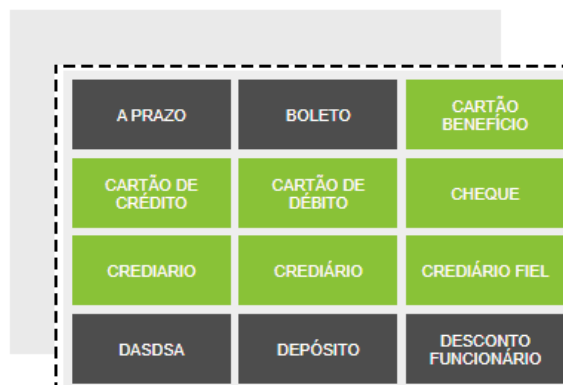 A PRAZO
BOLETO
CARTÃO
BENEFÍCIO
CARTÃO DE
CRÉDITO
CARTÃO DE
DÉBITO
CHEQUE
CREDIARIO
CREDIÁRIO
CREDIÁRIO FIEL
DASDSA
DEPÓSITO
DESCONTO
FUNCIONÁRIO